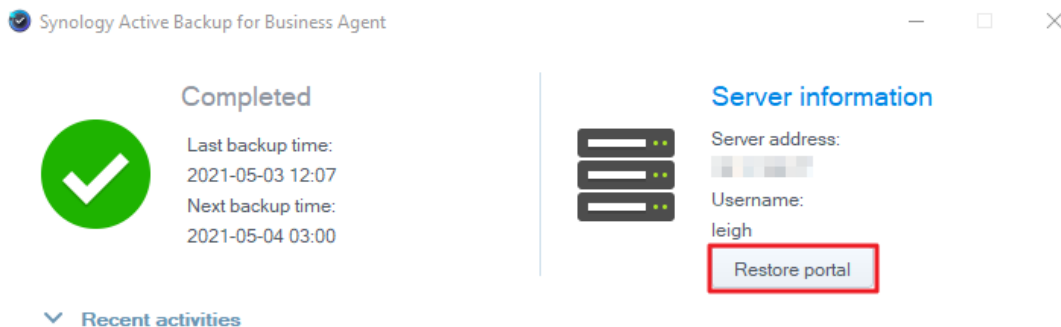 Synology Active Backup for Business Agent
Completed
Last backup time:
2021-05-03 12:07
Next backup time:
2021-05-04 03:00
Server information
Server address:
Username:
leigh
Restore portal
Recent activities